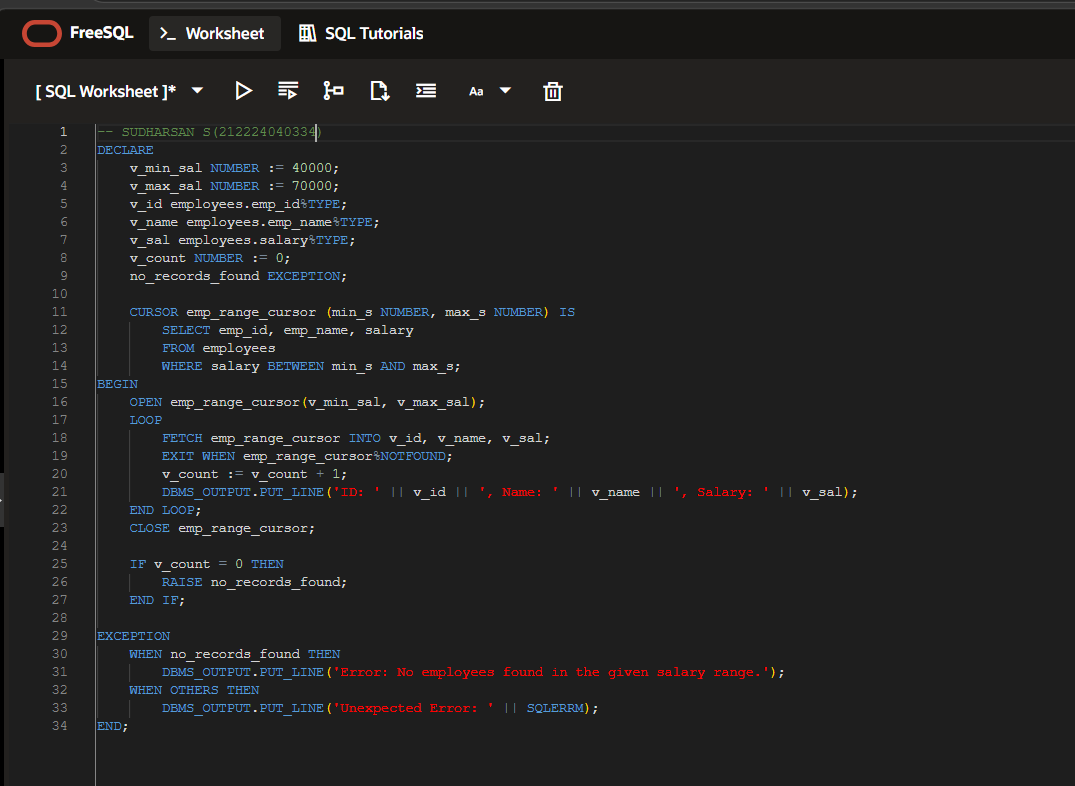 FreeSQL >_ Worksheet SQL Tutorials
[ SQL Worksheet ]* Aa
1 -- SUDHARSAN S(212224040334)
2 DECLARE
3     v_min_sal NUMBER := 40000;
4     v_max_sal NUMBER := 70000;
5     v_id employees.emp_id%TYPE;
6     v_name employees.emp_name%TYPE;
7     v_sal employees.salary%TYPE;
8     v_count NUMBER := 0;
9     no_records_found EXCEPTION;
10
11     CURSOR emp_range_cursor (min_s NUMBER, max_s NUMBER) IS
12         SELECT emp_id, emp_name, salary
13         FROM employees
14         WHERE salary BETWEEN min_s AND max_s;
15 BEGIN
16     OPEN emp_range_cursor(v_min_sal, v_max_sal);
17     LOOP
18         FETCH emp_range_cursor INTO v_id, v_name, v_sal;
19         EXIT WHEN emp_range_cursor%NOTFOUND;
20         v_count := v_count + 1;
21         DBMS_OUTPUT.PUT_LINE('ID: ' || v_id || ', Name: ' || v_name || ', Salary: ' || v_sal);
22     END LOOP;
23     CLOSE emp_range_cursor;
24
25     IF v_count = 0 THEN
26         RAISE no_records_found;
27     END IF;
28
29 EXCEPTION
30     WHEN no_records_found THEN
31         DBMS_OUTPUT.PUT_LINE('Error: No employees found in the given salary range.');
32     WHEN OTHERS THEN
33         DBMS_OUTPUT.PUT_LINE('Unexpected Error: ' || SQLERRM);
34 END;